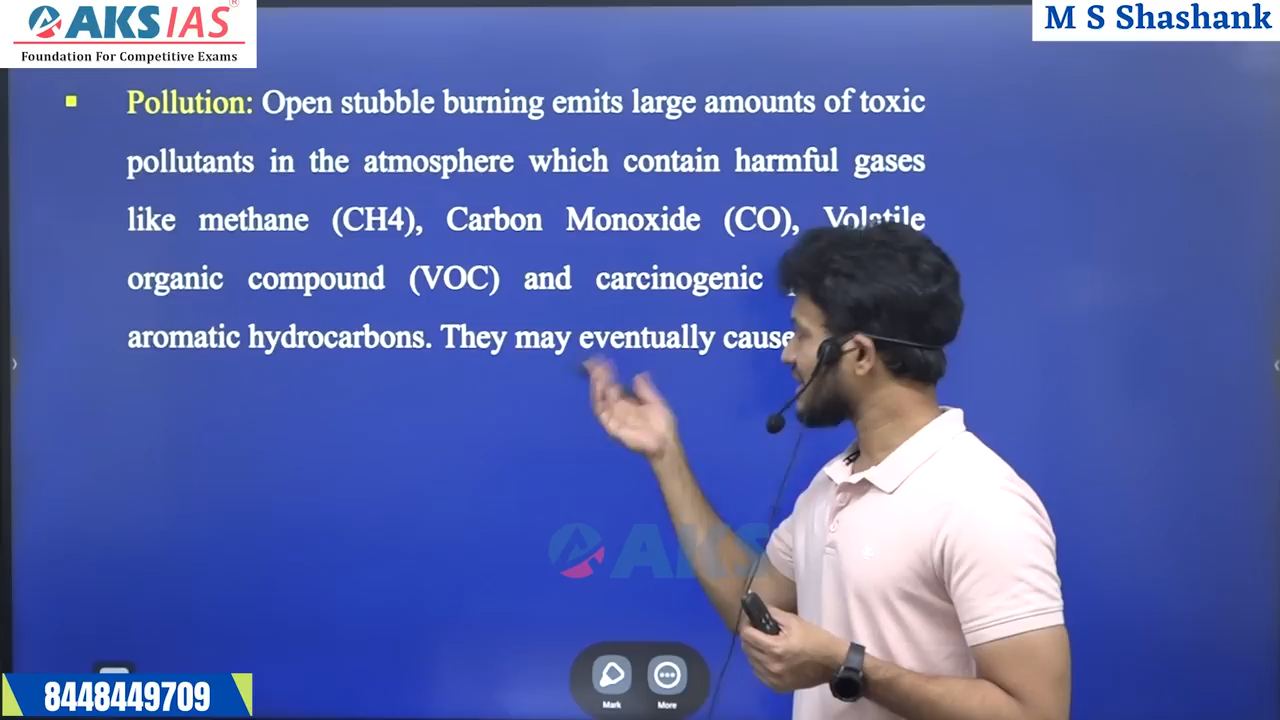 AKS IAS®
Foundation For Competitive Exams
M S Shashank
Pollution: Open stubble burning emits large amounts of toxic
pollutants in the atmosphere which contain harmful gases
like methane (CH4), Carbon Monoxide (CO), Volatile
organic compound (VOC) and carcinogenic
aromatic hydrocarbons. They may eventually cause
AKS
Mark More
8448449709